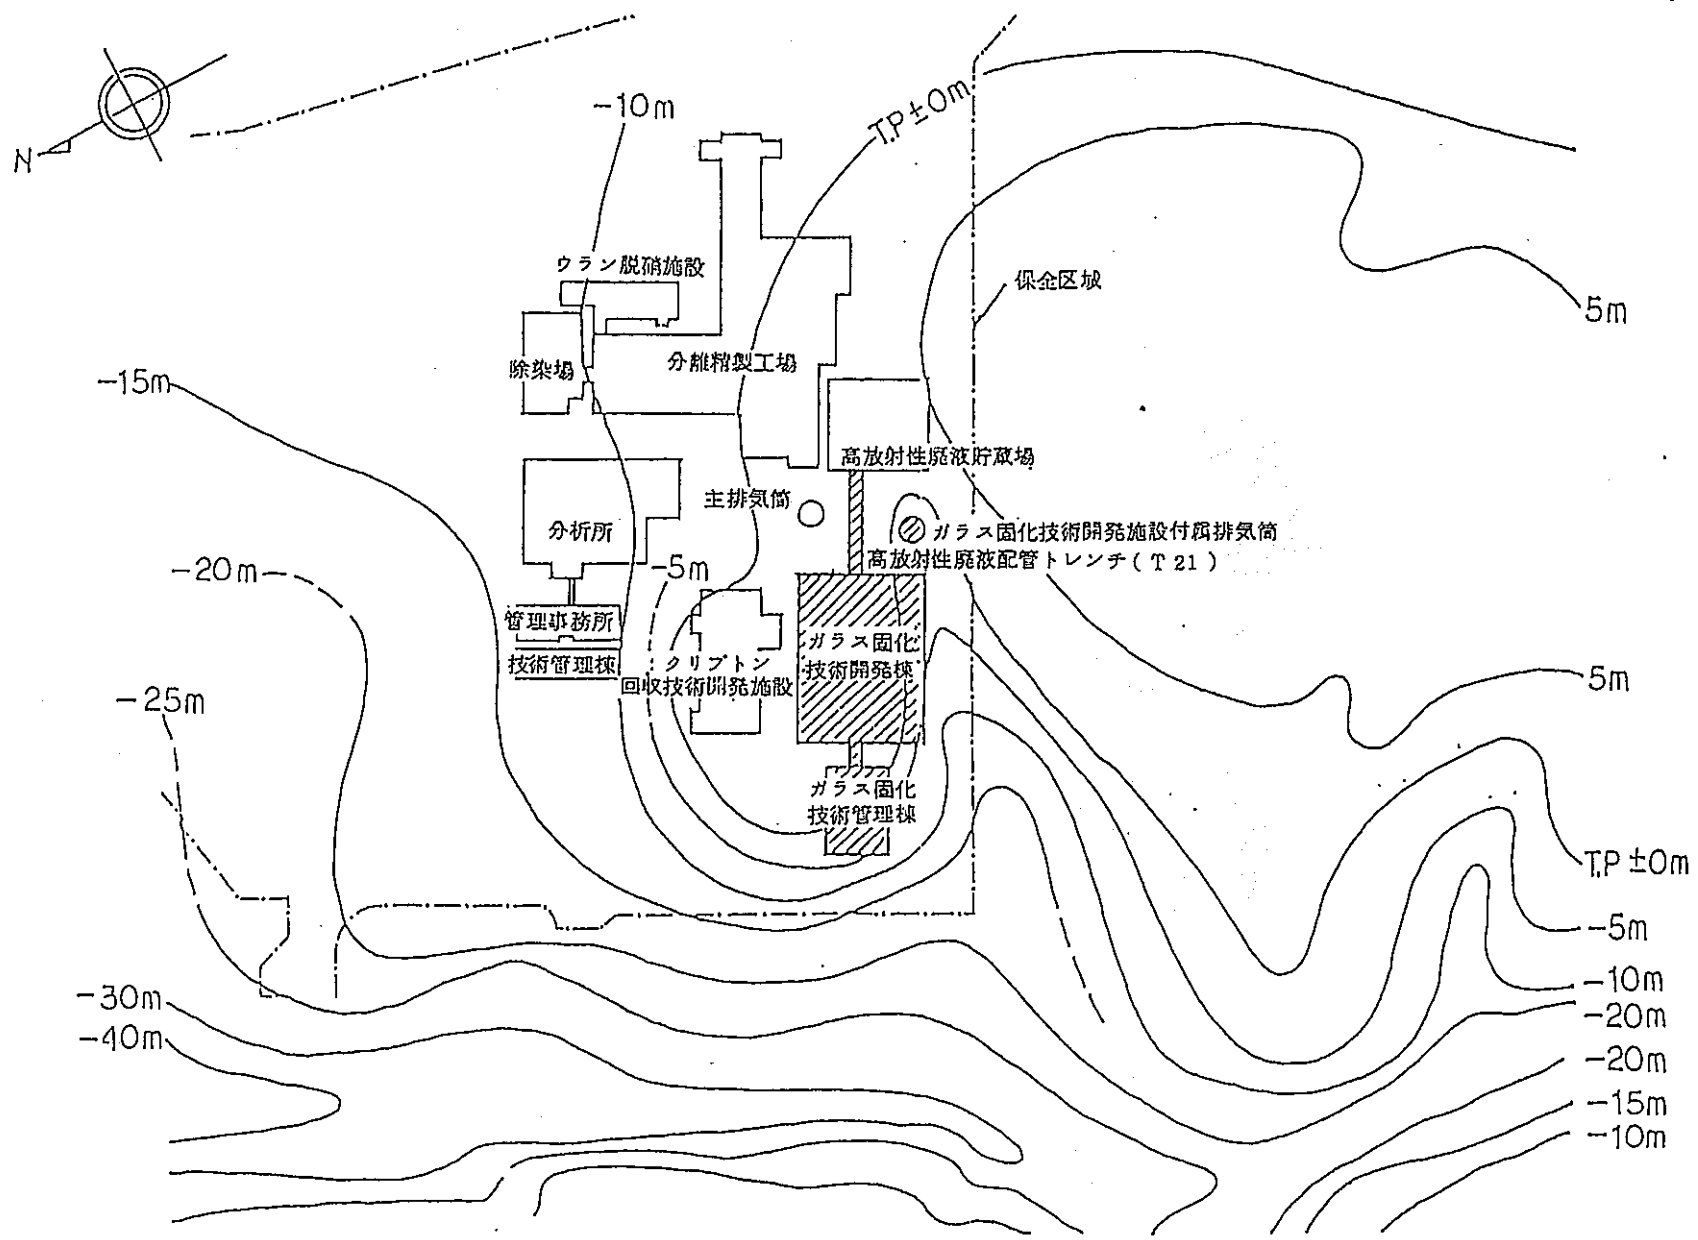 N
-10m
T.P±0m
ウラン脱硝施設
保全区域
5m
除染場
分離精製工場
-15m
高放射性廃液貯蔵場
主排気筒
分析所
ガラス固化技術開発施設付属排気筒
高放射性廃液配管トレンチ(T21)
-20m
-5m
管理事務所
ガラス固化
技術開発棟
技術管理棟
クリプトン
回収技術開発施設
5m
-25m
ガラス固化
技術管理棟
T.P±0m
-5m
-10m
-30m
-20m
-40m
-20m
-15m
-10m